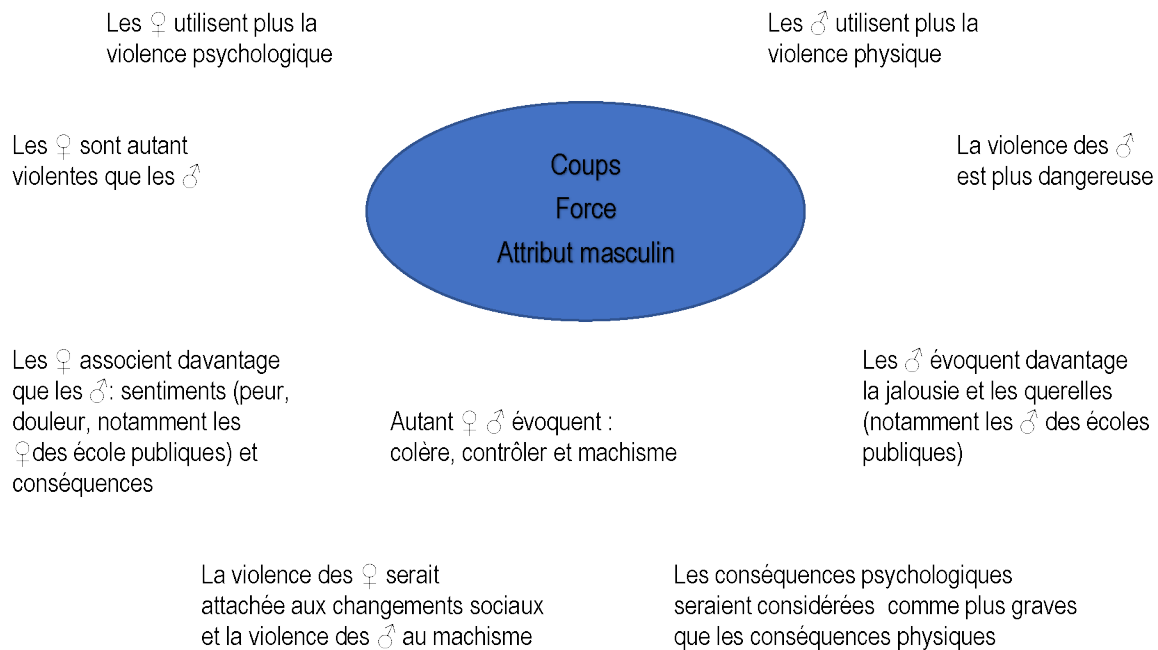 Les ♀ utilisent plus la
violence psychologique
Les ♂ utilisent plus la
violence physique
Les ♀ sont autant
violentes que les ♂
Coups
Force
Attribut masculin
La violence des ♂
est plus dangereuse
Les ♀ associent davantage
que les ♂: sentiments (peur,
douleur, notamment les
♀des école publiques) et
conséquences
Autant ♀ ♂ évoquent :
colère, contrôler et machisme
Les ♂ évoquent davantage
la jalousie et les querelles
(notamment les ♂ des écoles
publiques)
La violence des ♀ serait
attachée aux changements sociaux
et la violence des ♂ au machisme
Les conséquences psychologiques
seraient considérées comme plus graves
que les conséquences physiques